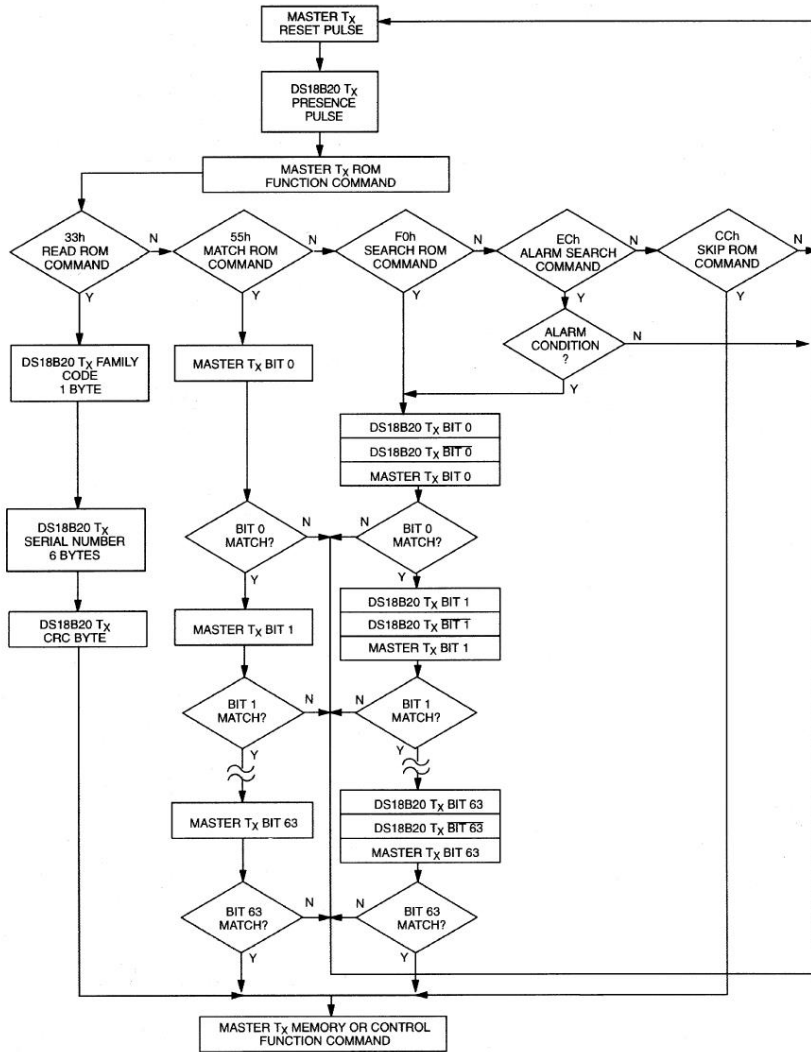 MASTER TX
RESET PULSE
DS18B20 TX
PRESENCE
PULSE
MASTER TX ROM
FUNCTION COMMAND
33h
READ ROM
COMMAND
N
Y
55h
MATCH ROM
COMMAND
N
Y
F0h
SEARCH ROM
COMMAND
N
Y
ECh
ALARM SEARCH
COMMAND
N
Y
CCh
SKIP ROM
COMMAND
N
Y
ALARM
CONDITION
?
N
Y
DS18B20 TX FAMILY
CODE
1 BYTE
MASTER TX BIT 0
DS18B20 TX BIT 0
DS18B20 TX BIT 0
MASTER TX BIT 0
DS18B20 TX
SERIAL NUMBER
6 BYTES
BIT 0
MATCH?
N
Y
BIT 0
MATCH?
N
Y
DS18B20 TX
CRC BYTE
MASTER TX BIT 1
DS18B20 TX BIT 1
DS18B20 TX BIT 1
MASTER TX BIT 1
BIT 1
MATCH?
N
Y
BIT 1
MATCH?
N
Y
MASTER TX BIT 63
DS18B20 TX BIT 63
DS18B20 TX BIT 63
MASTER TX BIT 63
BIT 63
MATCH?
N
Y
BIT 63
MATCH?
N
Y
MASTER TX MEMORY OR CONTROL
FUNCTION COMMAND